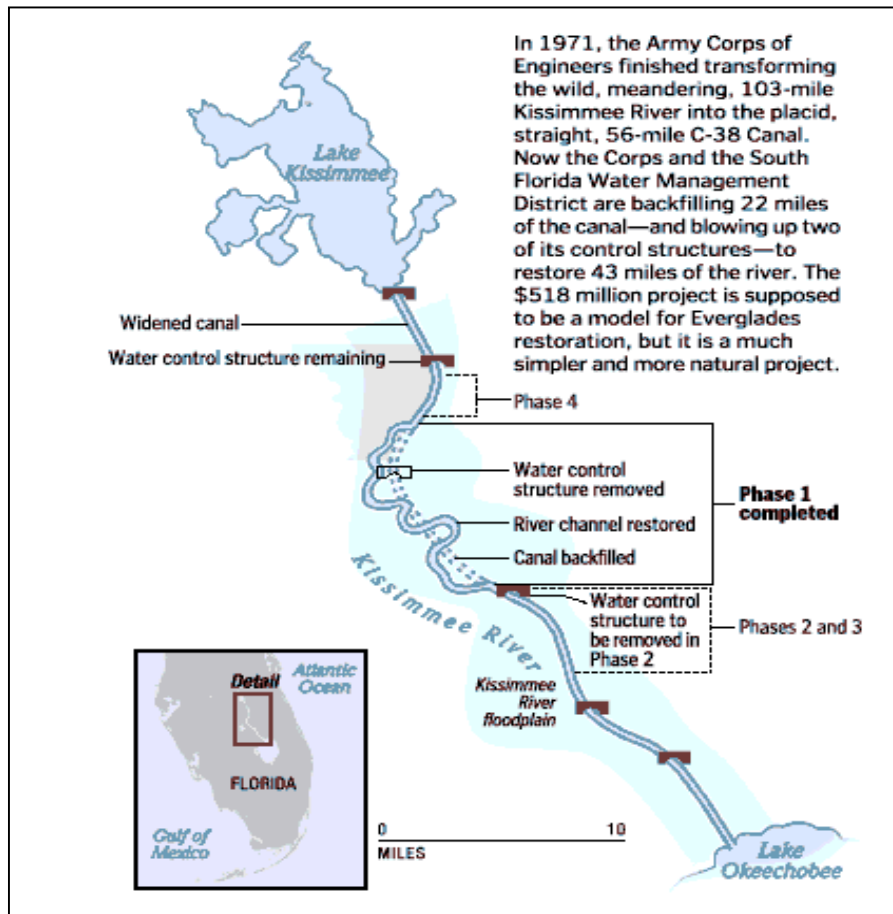 In 1971, the Army Corps of
Engineers finished transforming
the wild, meandering, 103-mile
Kissimmee River into the placid,
straight, 56-mile C-38 Canal.
Now the Corps and the South
Florida Water Management
District are backfilling 22 miles
of the canal—and blowing up two
of its control structures—to
restore 43 miles of the river. The
$518 million project is supposed
to be a model for Everglades
restoration, but it is a much
simpler and more natural project.
Lake
Kissimmee
Widened canal
Water control structure remaining
Phase 4
Water control
structure removed
Phase 1
completed
River channel restored
Canal backfilled
Kissimmee River
Water control
structure to
be removed in
Phase 2
Phases 2 and 3
Kissimmee
River
floodplain
Detail
Atlantic
Ocean
FLORIDA
Gulf of
Mexico
0 10
MILES
Lake
Okeechobee